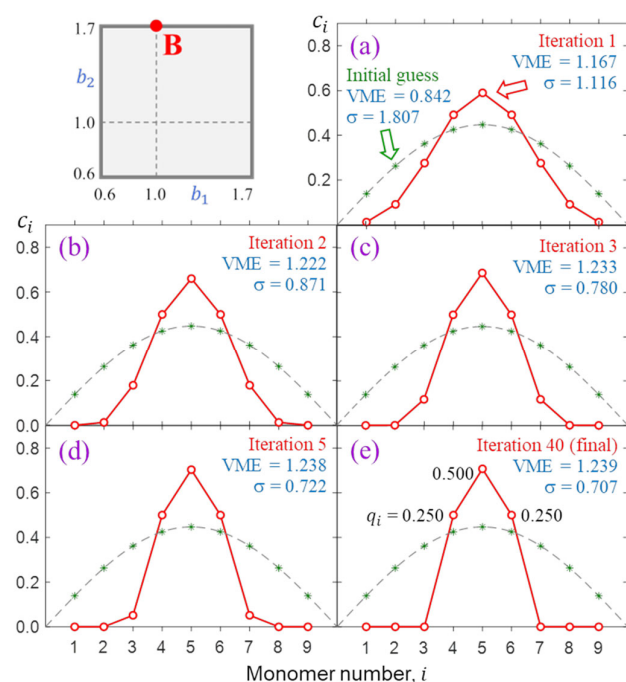 1.7
B
b₂
1.0
0.6
0.6 1.0 1.7
b₁
cᵢ
0.8
0.6
0.4
0.2
(a)
Iteration 1
VME = 1.167
σ = 1.116
Initial guess
VME = 0.842
σ = 1.807
cᵢ
0.8
0.6
0.4
0.2
0.0
(b)
Iteration 2
VME = 1.222
σ = 0.871
(c)
Iteration 3
VME = 1.233
σ = 0.780
0.8
0.6
0.4
0.2
0.0
(d)
Iteration 5
VME = 1.238
σ = 0.722
(e)
Iteration 40 (final)
VME = 1.239
σ = 0.707
0.500
qᵢ = 0.250
0.250
1 2 3 4 5 6 7 8 9
1 2 3 4 5 6 7 8 9
Monomer number, i